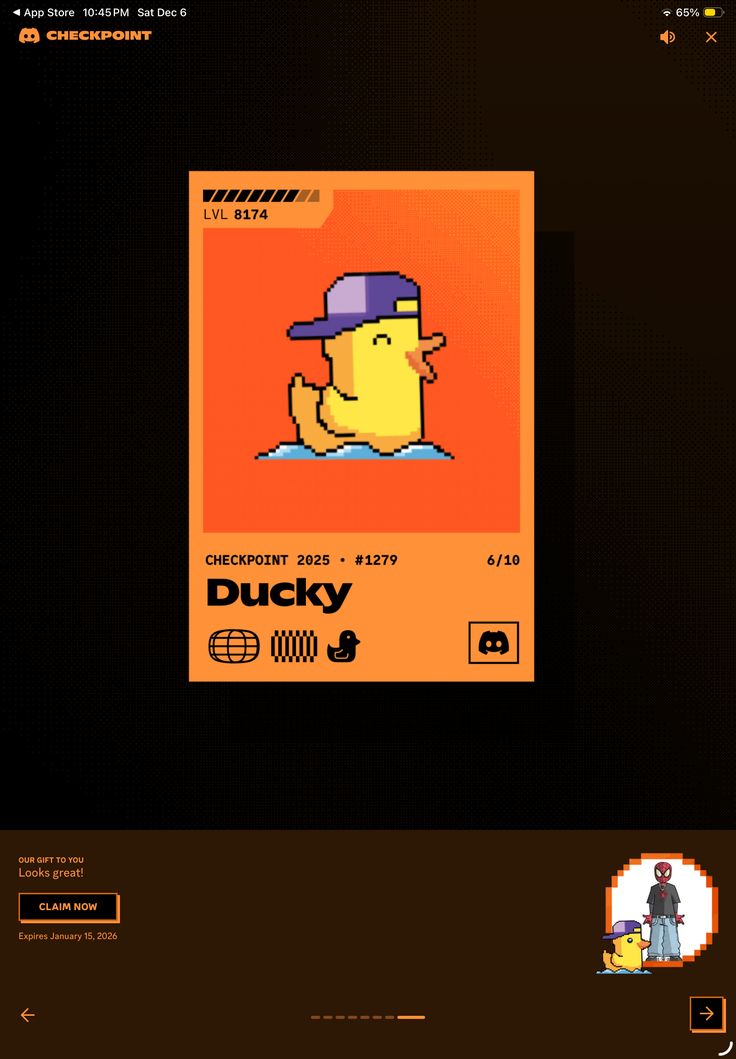 App Store 10:45 PM Sat Dec 6 65%
CHECKPOINT
LVL 8174
CHECKPOINT 2025 • #1279 6/10
Ducky
OUR GIFT TO YOU
Looks great!
CLAIM NOW
Expires January 15, 2026